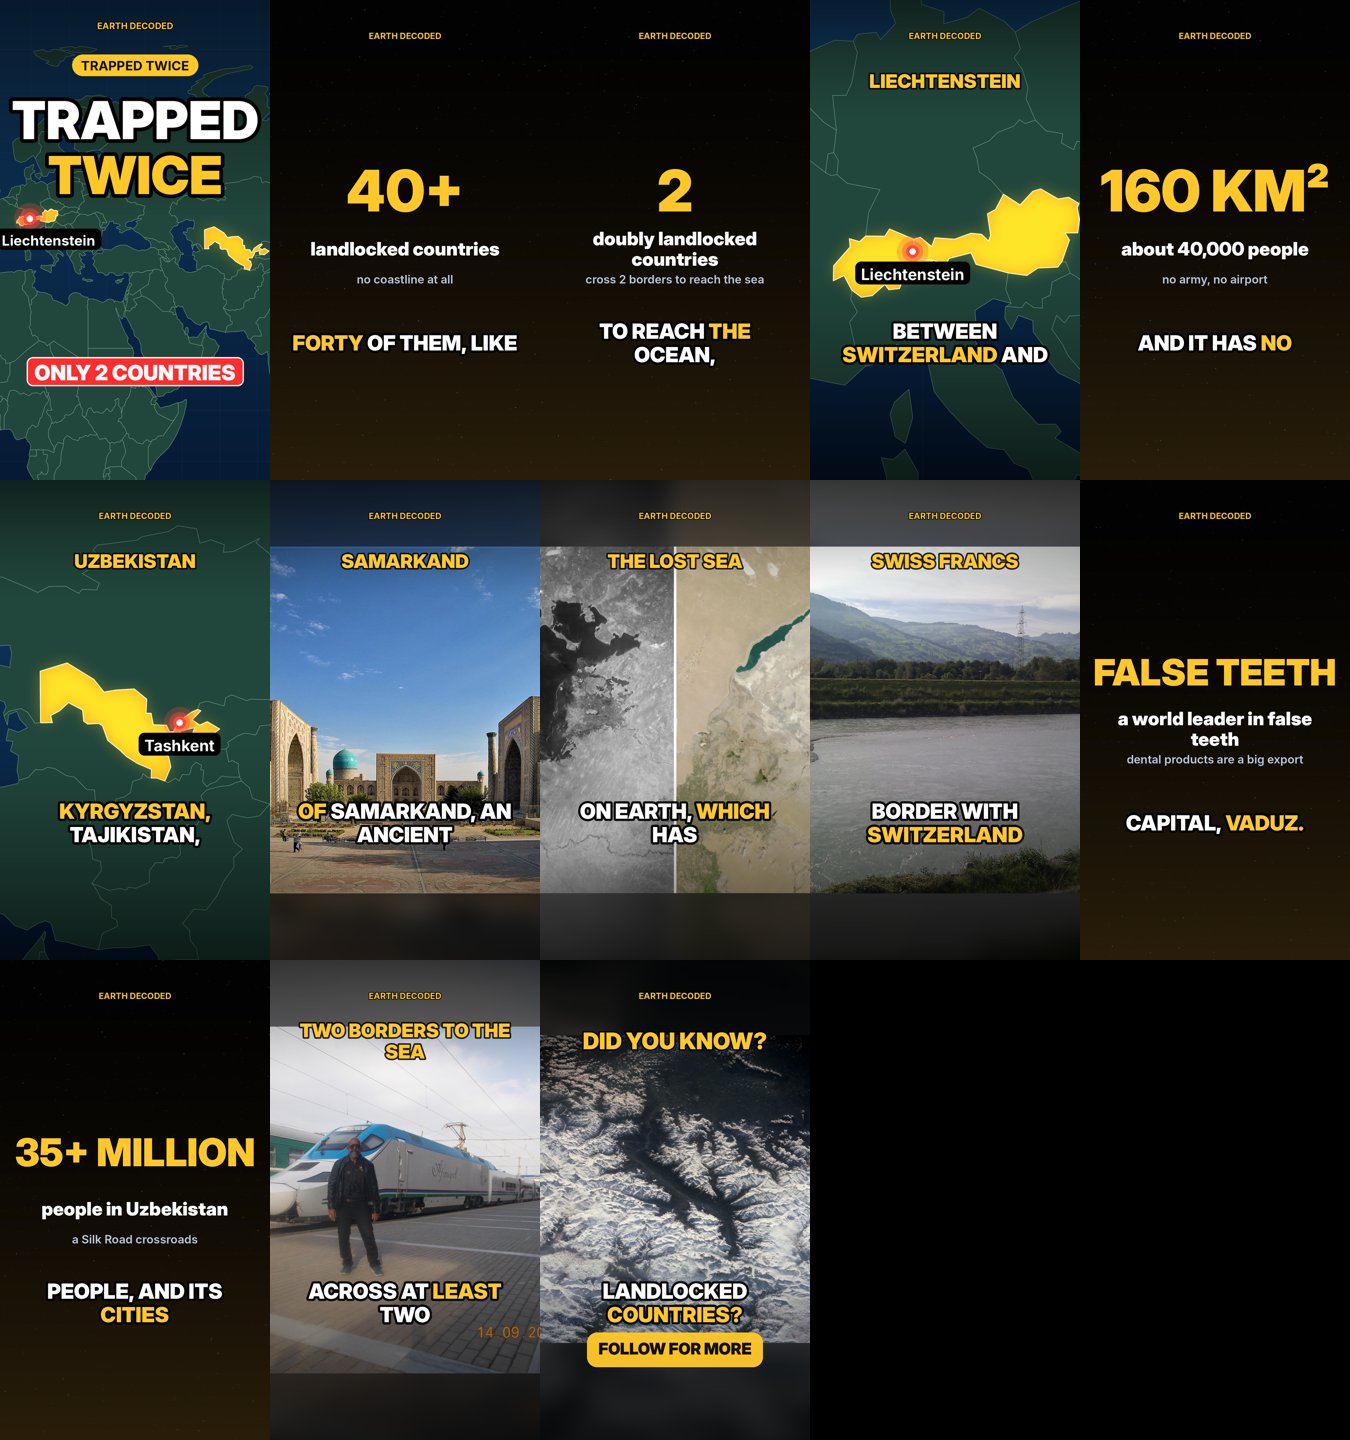 EARTH DECODED
TRAPPED TWICE
TRAPPED
TWICE
Liechtenstein
ONLY 2 COUNTRIES
EARTH DECODED
40+
landlocked countries
no coastline at all
FORTY OF THEM, LIKE
EARTH DECODED
2
doubly landlocked
countries
cross 2 borders to reach the sea
TO REACH THE
OCEAN,
EARTH DECODED
LIECHTENSTEIN
Liechtenstein
BETWEEN
SWITZERLAND AND
EARTH DECODED
160 KM²
about 40,000 people
no army, no airport
AND IT HAS NO
EARTH DECODED
UZBEKISTAN
Tashkent
KYRGYZSTAN,
TAJIKISTAN,
EARTH DECODED
SAMARKAND
OF SAMARKAND, AN
ANCIENT
EARTH DECODED
THE LOST SEA
ON EARTH, WHICH
HAS
EARTH DECODED
SWISS FRANCS
BORDER WITH
SWITZERLAND
EARTH DECODED
FALSE TEETH
a world leader in false
teeth
dental products are a big export
CAPITAL, VADUZ.
EARTH DECODED
35+ MILLION
people in Uzbekistan
a Silk Road crossroads
PEOPLE, AND ITS
CITIES
EARTH DECODED
TWO BORDERS TO THE
SEA
ACROSS AT LEAST
TWO
14 09 20
EARTH DECODED
DID YOU KNOW?
LANDLOCKED
COUNTRIES?
FOLLOW FOR MORE